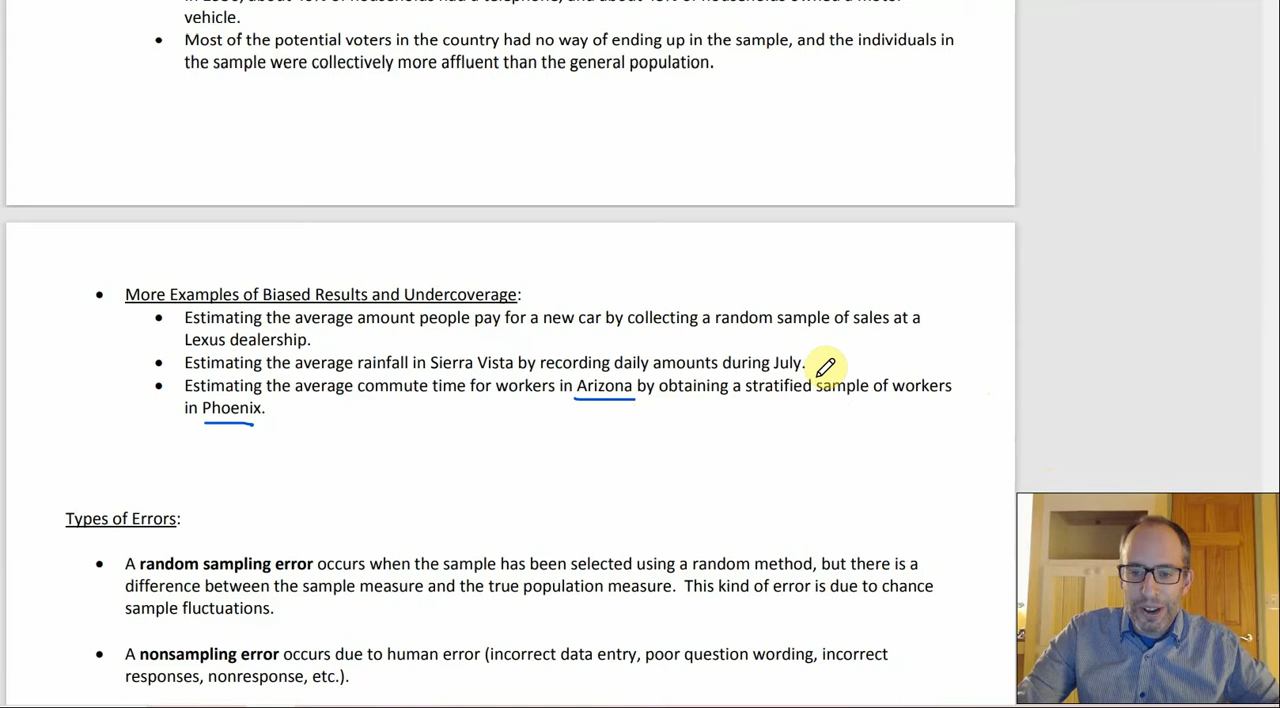 vehicle.
• Most of the potential voters in the country had no way of ending up in the sample, and the individuals in
the sample were collectively more affluent than the general population.
• More Examples of Biased Results and Undercoverage:
• Estimating the average amount people pay for a new car by collecting a random sample of sales at a
Lexus dealership.
• Estimating the average rainfall in Sierra Vista by recording daily amounts during July.
• Estimating the average commute time for workers in Arizona by obtaining a stratified sample of workers
in Phoenix.
Types of Errors:
• A random sampling error occurs when the sample has been selected using a random method, but there is a
difference between the sample measure and the true population measure. This kind of error is due to chance
sample fluctuations.
• A nonsampling error occurs due to human error (incorrect data entry, poor question wording, incorrect
responses, nonresponse, etc.).